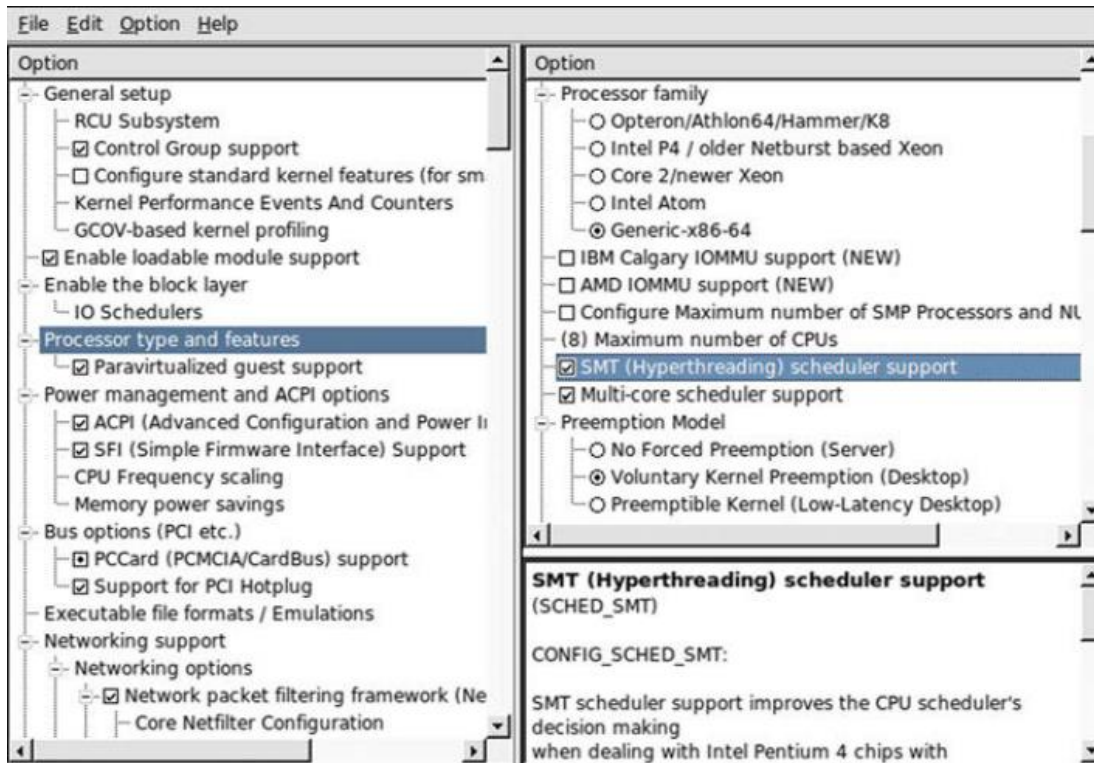 File Edit Option Help
Option
General setup
RCU Subsystem
Control Group support
Configure standard kernel features (for sm
Kernel Performance Events And Counters
GCOV-based kernel profiling
Enable loadable module support
Enable the block layer
IO Schedulers
Processor type and features
Paravirtualized guest support
Power management and ACPI options
ACPI (Advanced Configuration and Power I
SFI (Simple Firmware Interface) Support
CPU Frequency scaling
Memory power savings
Bus options (PCI etc.)
PCCard (PCMCIA/CardBus) support
Support for PCI Hotplug
Executable file formats / Emulations
Networking support
Networking options
Network packet filtering framework (Ne
Core Netfilter Configuration
Option
Processor family
Opteron/Athlon64/Hammer/K8
Intel P4 / older Netburst based Xeon
Core 2/newer Xeon
Intel Atom
Generic-x86-64
IBM Calgary IOMMU support (NEW)
AMD IOMMU support (NEW)
Configure Maximum number of SMP Processors and NU
(8) Maximum number of CPUs
SMT (Hyperthreading) scheduler support
Multi-core scheduler support
Preemption Model
No Forced Preemption (Server)
Voluntary Kernel Preemption (Desktop)
Preemptible Kernel (Low-Latency Desktop)
SMT (Hyperthreading) scheduler support
(SCHED_SMT)
CONFIG_SCHED_SMT:
SMT scheduler support improves the CPU scheduler's
decision making
when dealing with Intel Pentium 4 chips with